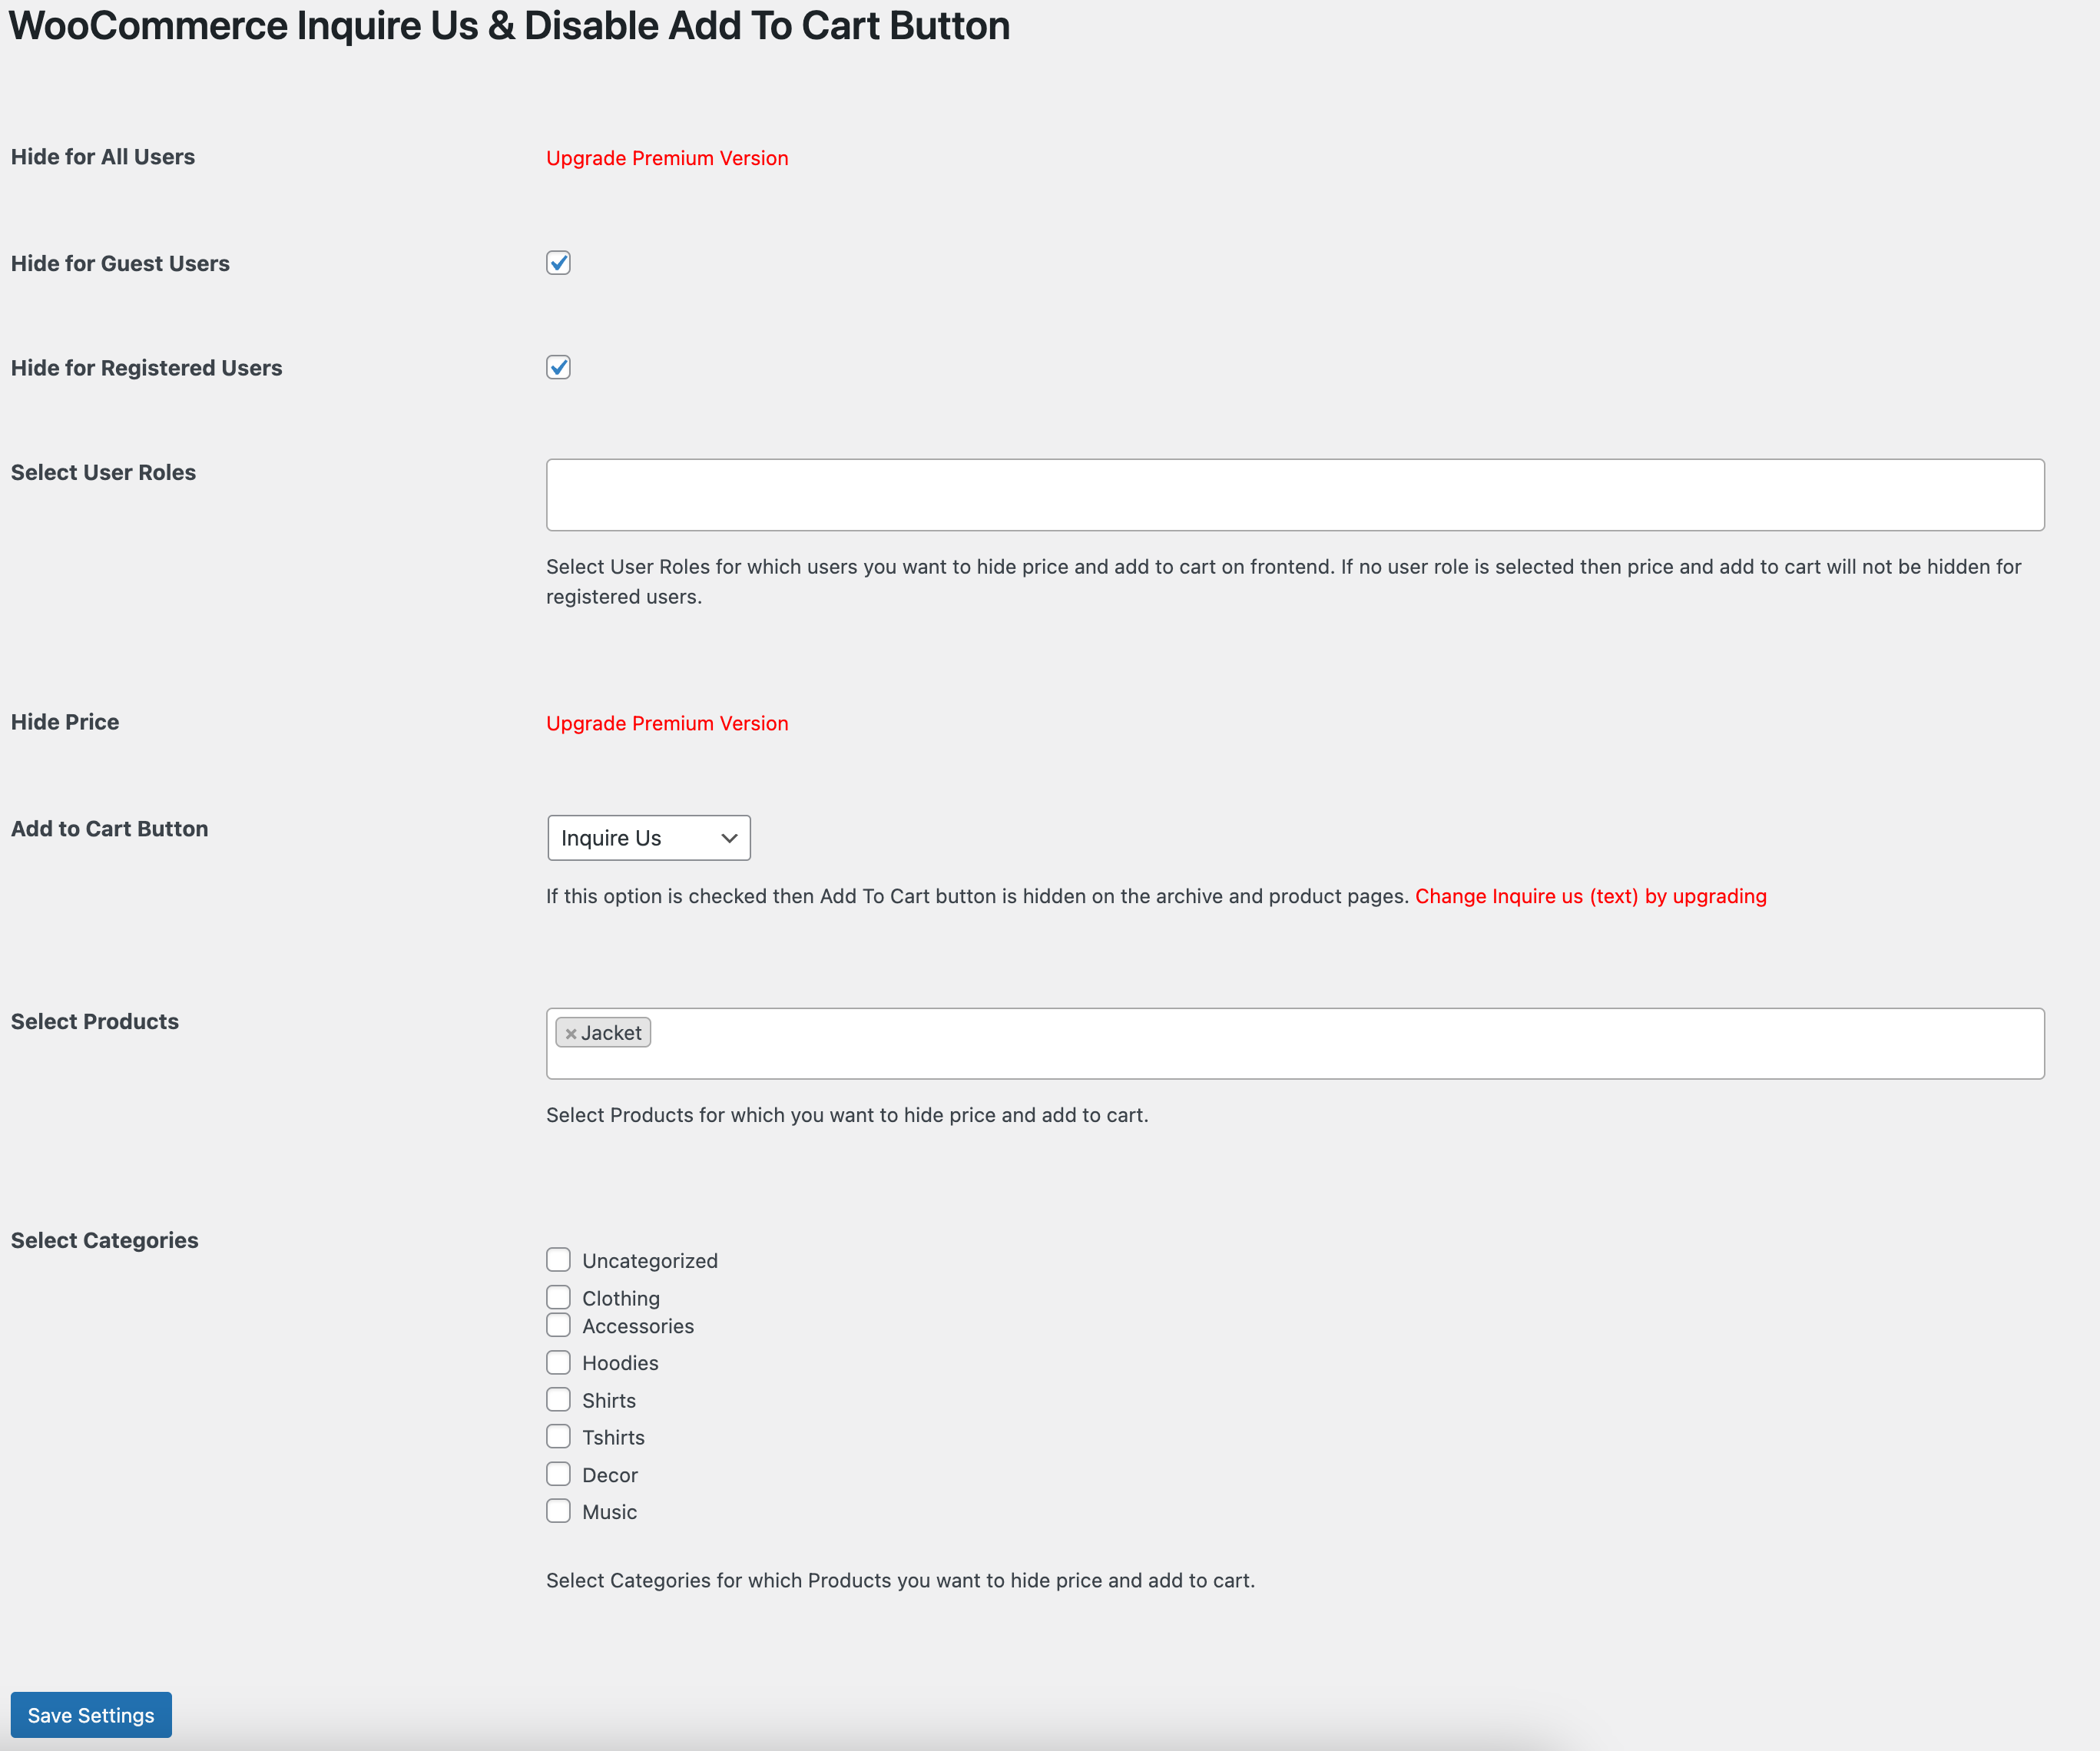 WooCommerce Inquire Us & Disable Add To Cart Button
Hide for All Users
Upgrade Premium Version
Hide for Guest Users
Hide for Registered Users
Select User Roles
Select User Roles for which users you want to hide price and add to cart on frontend. If no user role is selected then price and add to cart will not be hidden for
registered users.
Hide Price
Upgrade Premium Version
Add to Cart Button
Inquire Us
If this option is checked then Add To Cart button is hidden on the archive and product pages. Change Inquire us (text) by upgrading
Select Products
× Jacket
Select Products for which you want to hide price and add to cart.
Select Categories
Uncategorized
Clothing
Accessories
Hoodies
Shirts
Tshirts
Decor
Music
Select Categories for which Products you want to hide price and add to cart.
Save Settings